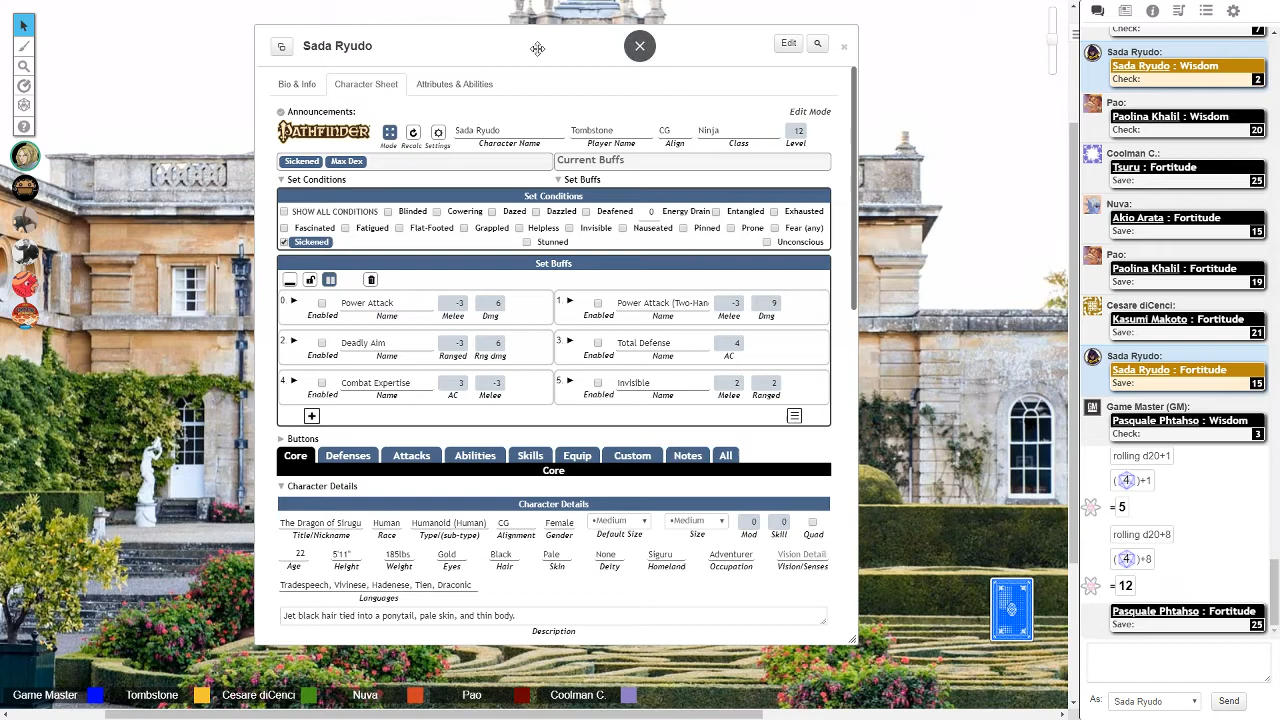 Sada Ryudo
Edit
Bio & Info
Character Sheet
Attributes & Abilities
Announcements:
Edit Mode
PATHFINDER
Mode
Recalc
Settings
Sada Ryudo
Tombstone
CG
Ninja
12
Character Name
Player Name
Align
Class
Level
Sickened
Max Dex
Current Buffs
Set Conditions
Set Buffs
Set Conditions
SHOW ALL CONDITIONS
Blinded
Cowering
Dazed
Dazzled
Deafened
0
Energy Drain
Entangled
Exhausted
Fascinated
Fatigued
Flat-Footed
Grappled
Helpless
Invisible
Nauseated
Pinned
Prone
Fear (any)
Sickened
Stunned
Unconscious
Set Buffs
0.
Power Attack
-3
6
Enabled
Name
Melee
Dmg
1.
Power Attack (Two-Han
-3
9
Enabled
Name
Melee
Dmg
2.
Deadly Aim
-3
6
Enabled
Name
Ranged
Rng dmg
3.
Total Defense
4
Enabled
Name
AC
4.
Combat Expertise
3
-3
Enabled
Name
AC
Melee
5.
Invisible
2
2
Enabled
Name
Melee
Ranged
Buttons
Core
Defenses
Attacks
Abilities
Skills
Equip
Custom
Notes
All
Core
Character Details
Character Details
The Dragon of Sirugu
Human
Humanoid (Human)
CG
Female
•Medium
•Medium
0
0
Title/Nickname
Race
Type/(sub-type)
Alignment
Gender
Default Size
Size
Mod
Skill
Quad
22
5'11"
185lbs
Gold
Black
Pale
None
Siguru
Adventurer
Vision Detail
Age
Height
Weight
Eyes
Hair
Skin
Deity
Homeland
Occupation
Vision/Senses
Tradespeech, Vivinese, Hadenese, Tien, Draconic
Languages
Jet black hair tied into a ponytail, pale skin, and thin body.
Description
Game Master
Tombstone
Cesare diCenci
Nuva
Pao
Coolman C.
Check:
7
Sada Ryudo:
Sada Ryudo : Wisdom
Check:
2
Pao:
Paolina Khalil : Wisdom
Check:
20
Coolman C.:
Tsuru : Fortitude
Save:
25
Nuva:
Akio Arata : Fortitude
Save:
15
Pao:
Paolina Khalil : Fortitude
Save:
19
Cesare diCenci:
Kasumi Makoto : Fortitude
Save:
21
Sada Ryudo:
Sada Ryudo : Fortitude
Save:
15
Game Master (GM):
Pasquale Phtahso : Wisdom
Check:
3
rolling d20+1
(4)+1
= 5
rolling d20+8
(4)+8
= 12
Pasquale Phtahso : Fortitude
Save:
25
As:
Sada Ryudo
Send